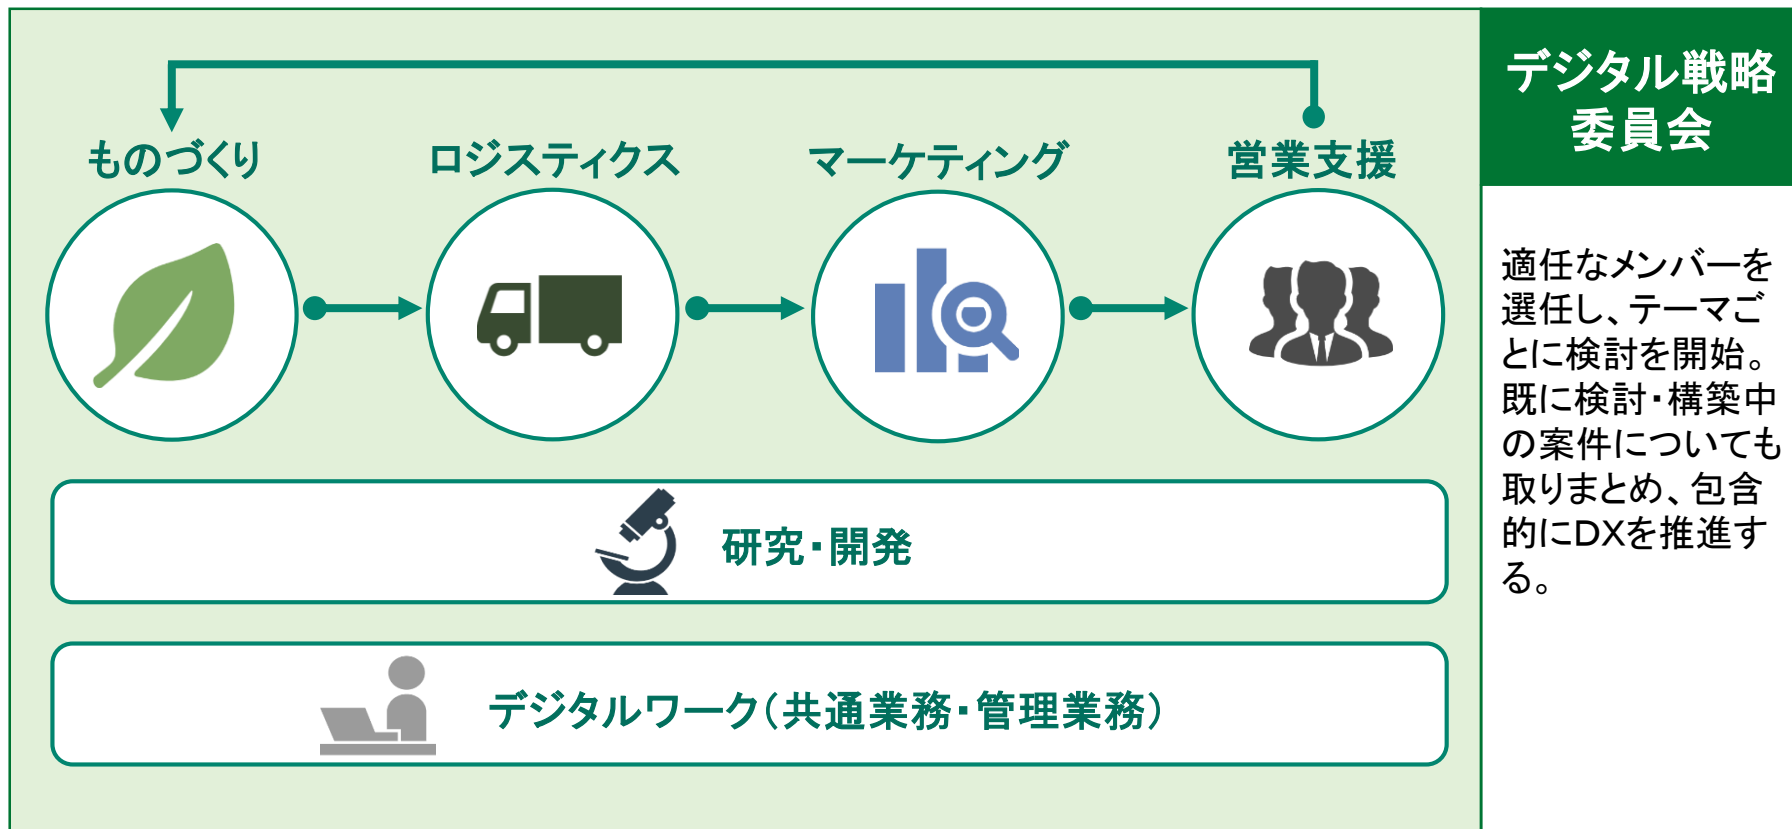 ものづくり
ロジスティクス
マーケティング
営業支援
研究・開発
デジタルワーク(共通業務・管理業務)
デジタル戦略
委員会
適任なメンバーを
選任し、テーマご
とに検討を開始。
既に検討・構築中
の案件についても
取りまとめ、包含
的にDXを推進す
る。